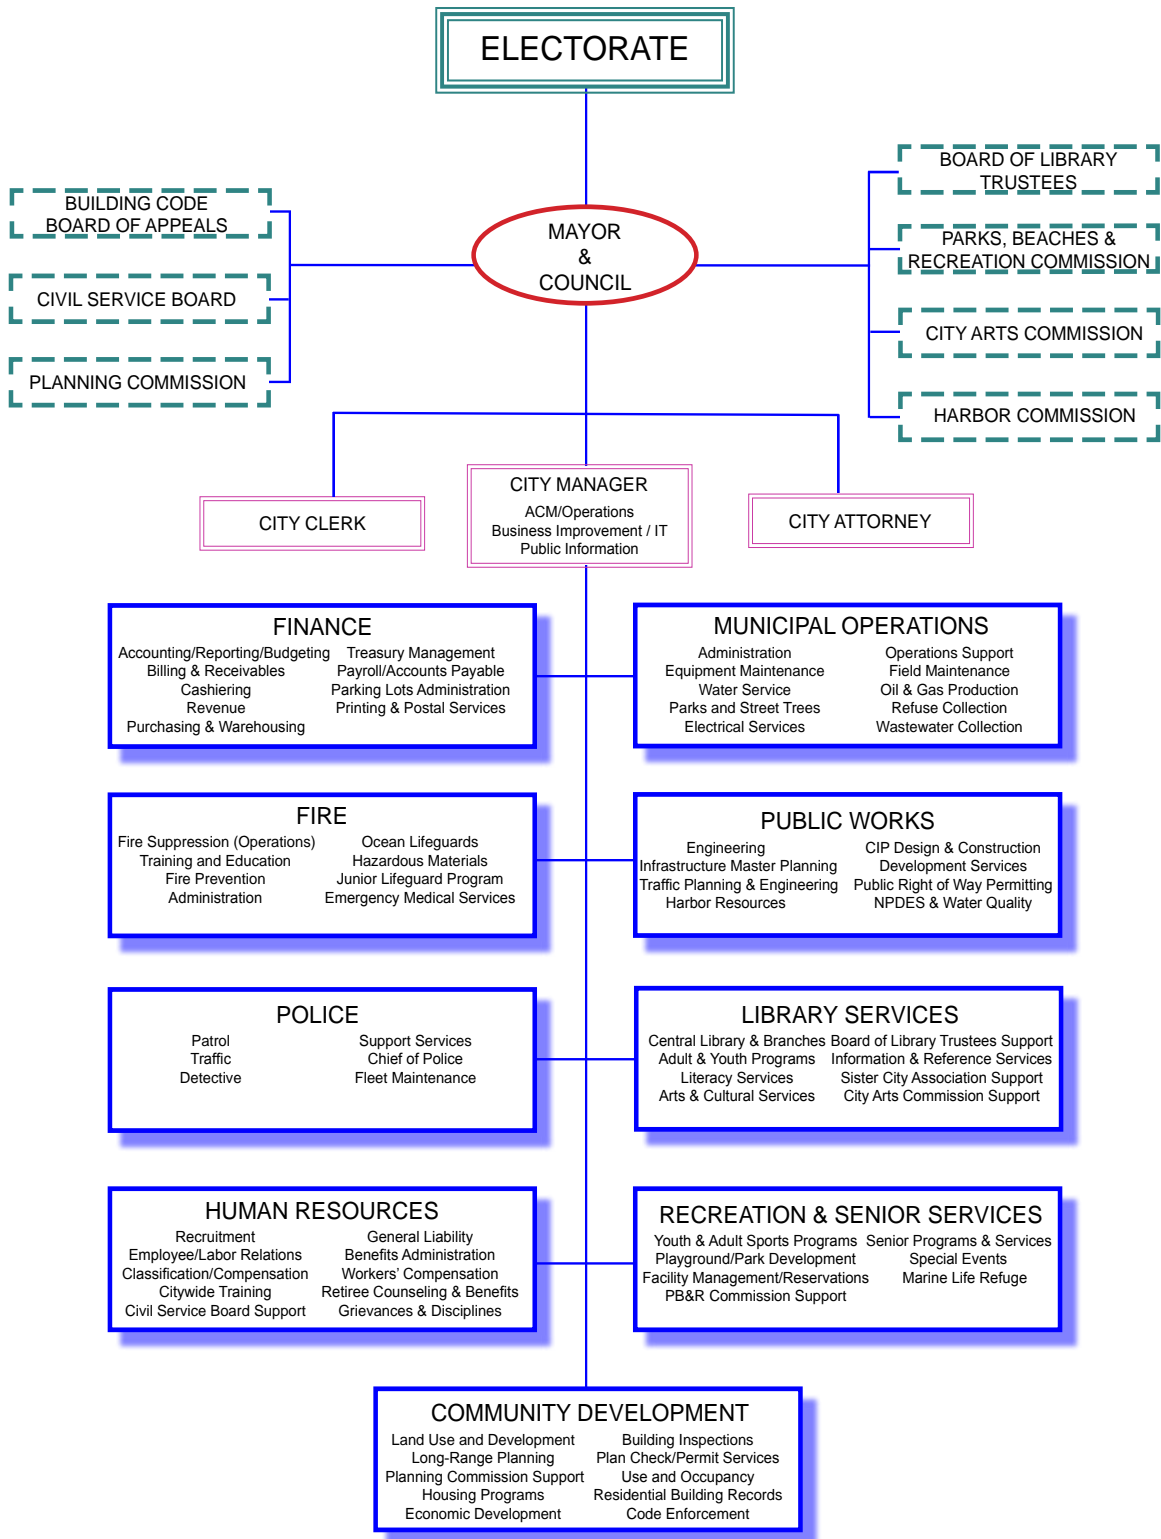 ELECTORATE
BUILDING CODE
BOARD OF APPEALS
CIVIL SERVICE BOARD
PLANNING COMMISSION
MAYOR
&
COUNCIL
BOARD OF LIBRARY
TRUSTEES
PARKS, BEACHES &
RECREATION COMMISSION
CITY ARTS COMMISSION
HARBOR COMMISSION
CITY CLERK
CITY MANAGER
ACM/Operations
Business Improvement / IT
Public Information
CITY ATTORNEY
FINANCE
Accounting/Reporting/Budgeting
Billing & Receivables
Cashiering
Revenue
Purchasing & Warehousing
Treasury Management
Payroll/Accounts Payable
Parking Lots Administration
Printing & Postal Services
MUNICIPAL OPERATIONS
Administration
Equipment Maintenance
Water Service
Parks and Street Trees
Electrical Services
Operations Support
Field Maintenance
Oil & Gas Production
Refuse Collection
Wastewater Collection
FIRE
Fire Suppression (Operations)
Training and Education
Fire Prevention
Administration
Ocean Lifeguards
Hazardous Materials
Junior Lifeguard Program
Emergency Medical Services
PUBLIC WORKS
Engineering
Infrastructure Master Planning
Traffic Planning & Engineering
Harbor Resources
CIP Design & Construction
Development Services
Public Right of Way Permitting
NPDES & Water Quality
POLICE
Patrol
Traffic
Detective
Support Services
Chief of Police
Fleet Maintenance
LIBRARY SERVICES
Central Library & Branches
Adult & Youth Programs
Literacy Services
Arts & Cultural Services
Board of Library Trustees Support
Information & Reference Services
Sister City Association Support
City Arts Commission Support
HUMAN RESOURCES
Recruitment
Employee/Labor Relations
Classification/Compensation
Citywide Training
Civil Service Board Support
General Liability
Benefits Administration
Workers’ Compensation
Retiree Counseling & Benefits
Grievances & Disciplines
RECREATION & SENIOR SERVICES
Youth & Adult Sports Programs
Playground/Park Development
Facility Management/Reservations
PB&R Commission Support
Senior Programs & Services
Special Events
Marine Life Refuge
COMMUNITY DEVELOPMENT
Land Use and Development
Long-Range Planning
Planning Commission Support
Housing Programs
Economic Development
Building Inspections
Plan Check/Permit Services
Use and Occupancy
Residential Building Records
Code Enforcement